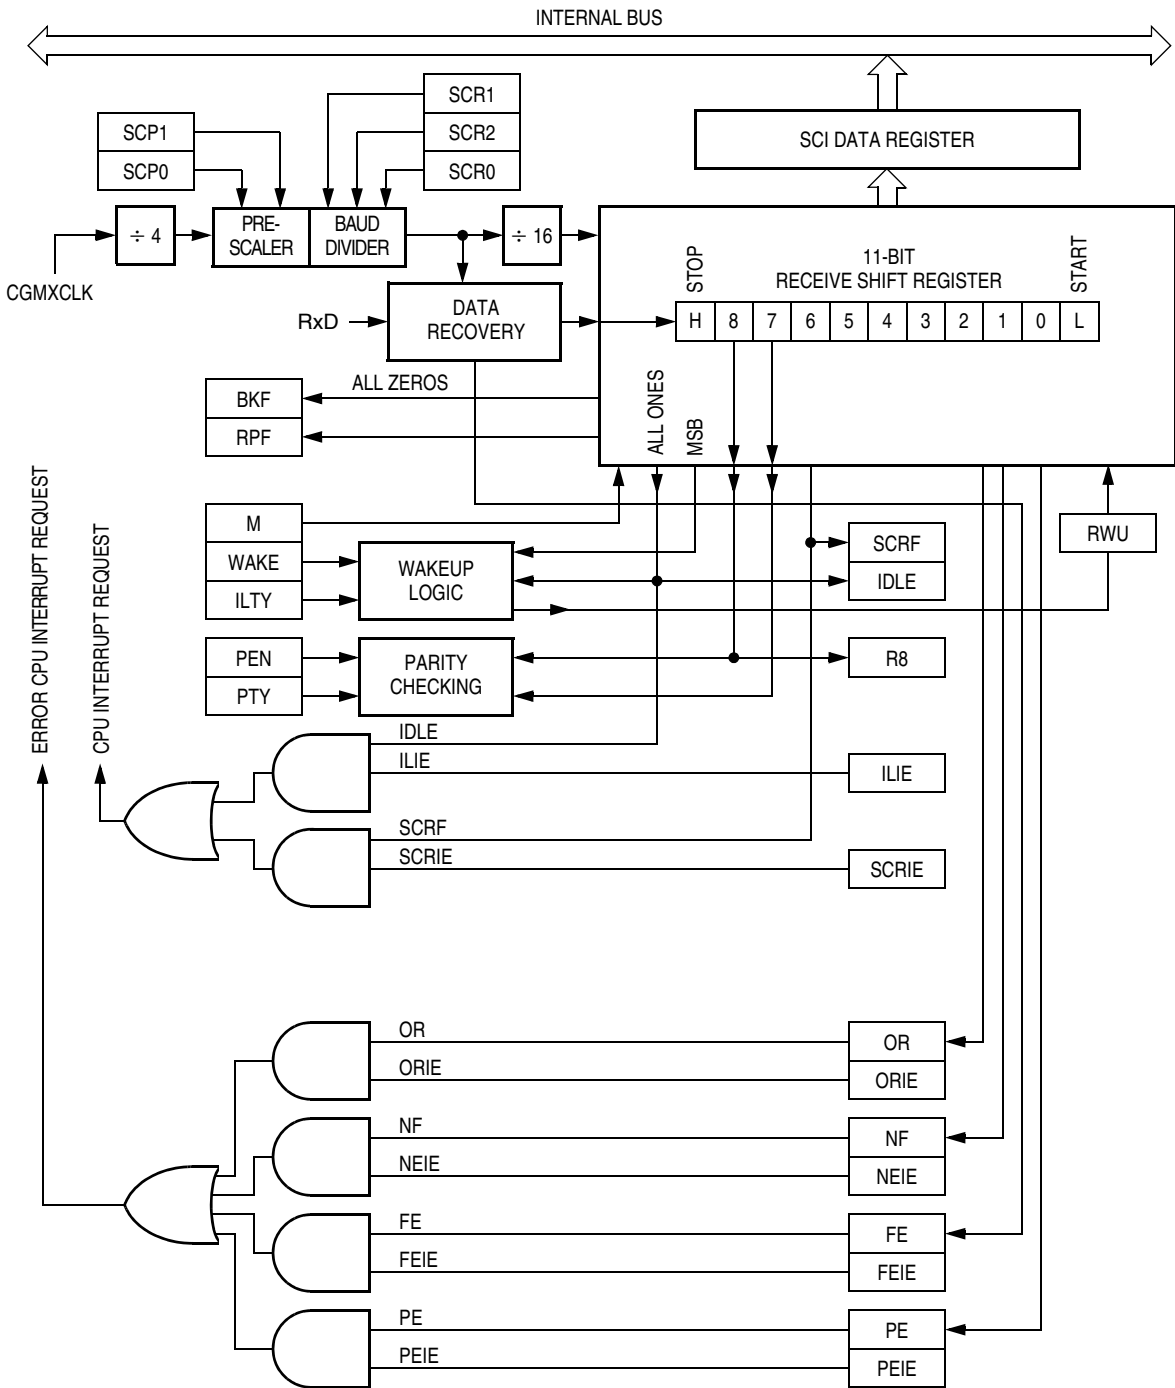 INTERNAL BUS
SCR1
SCR2
SCR0
SCP1
SCP0
SCI DATA REGISTER
÷ 4
PRE-
SCALER
BAUD
DIVIDER
÷ 16
CGMXCLK
RxD
DATA
RECOVERY
STOP
11-BIT
RECEIVE SHIFT REGISTER
START
H 8 7 6 5 4 3 2 1 0 L
ALL ZEROS
BKF
RPF
ALL ONES
MSB
M
WAKE
ILTY
WAKEUP
LOGIC
SCRF
IDLE
RWU
PEN
PTY
PARITY
CHECKING
R8
ERROR CPU INTERRUPT REQUEST
CPU INTERRUPT REQUEST
IDLE
ILIE
ILIE
SCRF
SCRIE
SCRIE
OR
OR
ORIE
ORIE
NF
NF
NEIE
NEIE
FE
FE
FEIE
FEIE
PE
PE
PEIE
PEIE